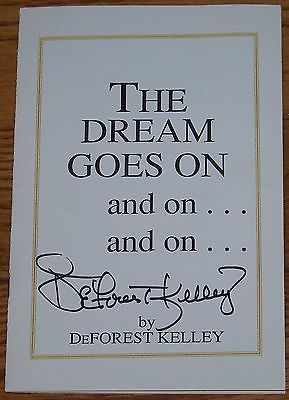 THE
DREAM
GOES ON
and on . . .
and on . . .
DeForest Kelley
by
DEFOREST KELLEY